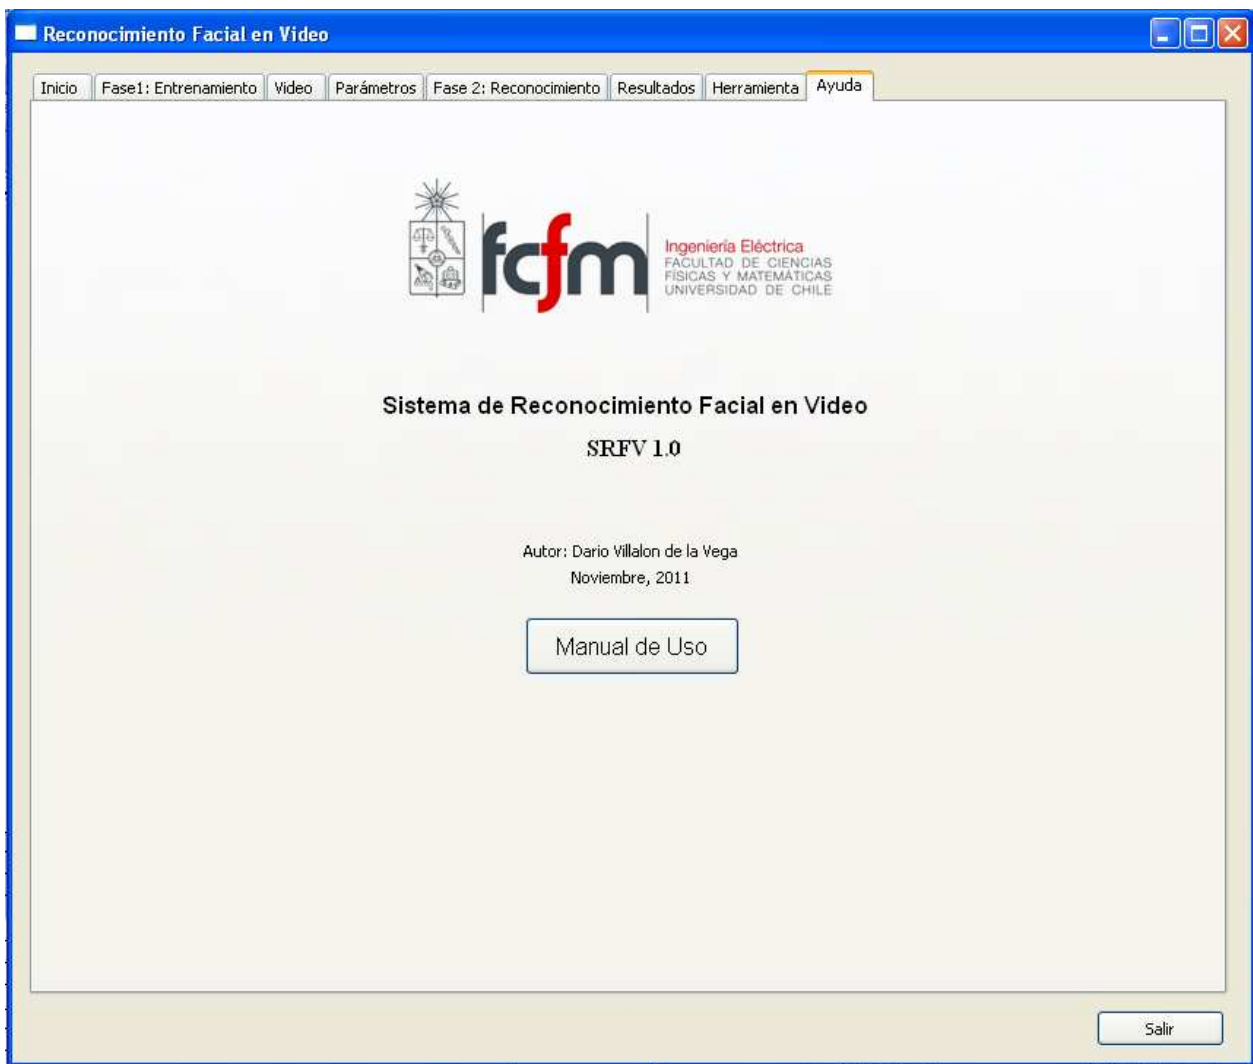 Reconocimiento Facial en Video
Inicio Fase1: Entrenamiento Video Parámetros Fase 2: Reconocimiento Resultados Herramienta Ayuda
fcfm
Ingeniería Eléctrica
FACULTAD DE CIENCIAS
FÍSICAS Y MATEMÁTICAS
UNIVERSIDAD DE CHILE
Sistema de Reconocimiento Facial en Video
SRFV 1.0
Autor: Dario Villalon de la Vega
Noviembre, 2011
Manual de Uso
Salir